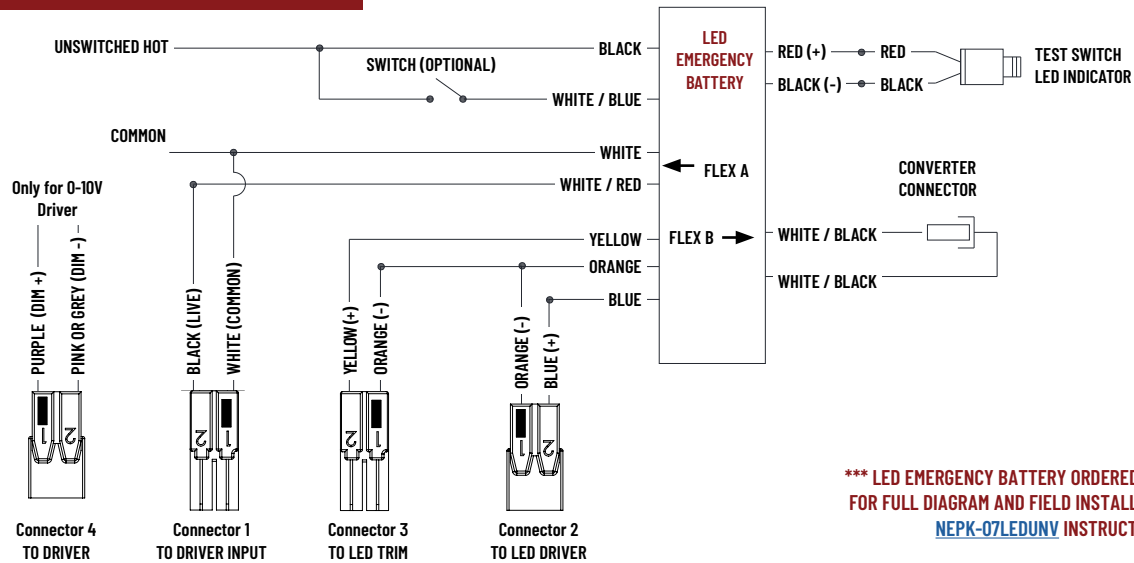 UNSWITCHED HOT
SWITCH (OPTIONAL)
BLACK
WHITE / BLUE
COMMON
WHITE
WHITE / RED
YELLOW
ORANGE
BLUE
LED
EMERGENCY
BATTERY
FLEX A
FLEX B
RED (+)
RED
BLACK (-)
BLACK
TEST SWITCH
LED INDICATOR
CONVERTER
CONNECTOR
WHITE / BLACK
WHITE / BLACK
Only for 0-10V
Driver
PURPLE (DIM +)
PINK OR GREY (DIM -)
BLACK (LIVE)
WHITE (COMMON)
YELLOW (+)
ORANGE (-)
ORANGE (-)
BLUE (+)
1
2
2
1
2
1
1
2
Connector 4
TO DRIVER
Connector 1
TO DRIVER INPUT
Connector 3
TO LED TRIM
Connector 2
TO LED DRIVER
*** LED EMERGENCY BATTERY ORDERED
FOR FULL DIAGRAM AND FIELD INSTALL
NEPK-07LEDUNV INSTRUCT